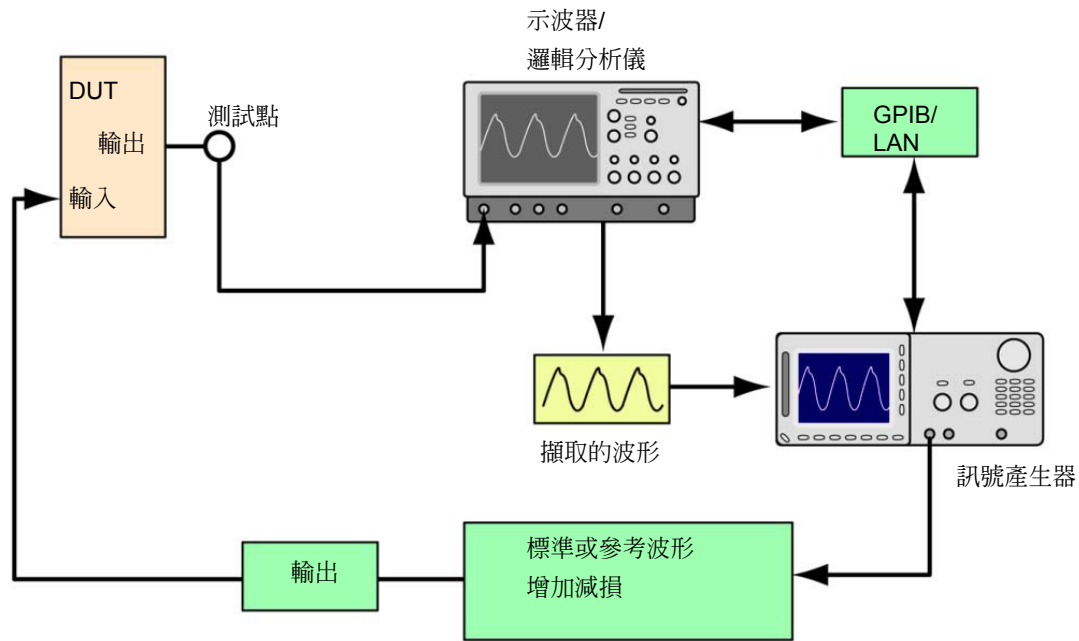 示波器/
邏輯分析儀
DUT
輸出
輸入
測試點
GPIB/
LAN
擷取的波形
訊號產生器
標準或參考波形
增加減損
輸出